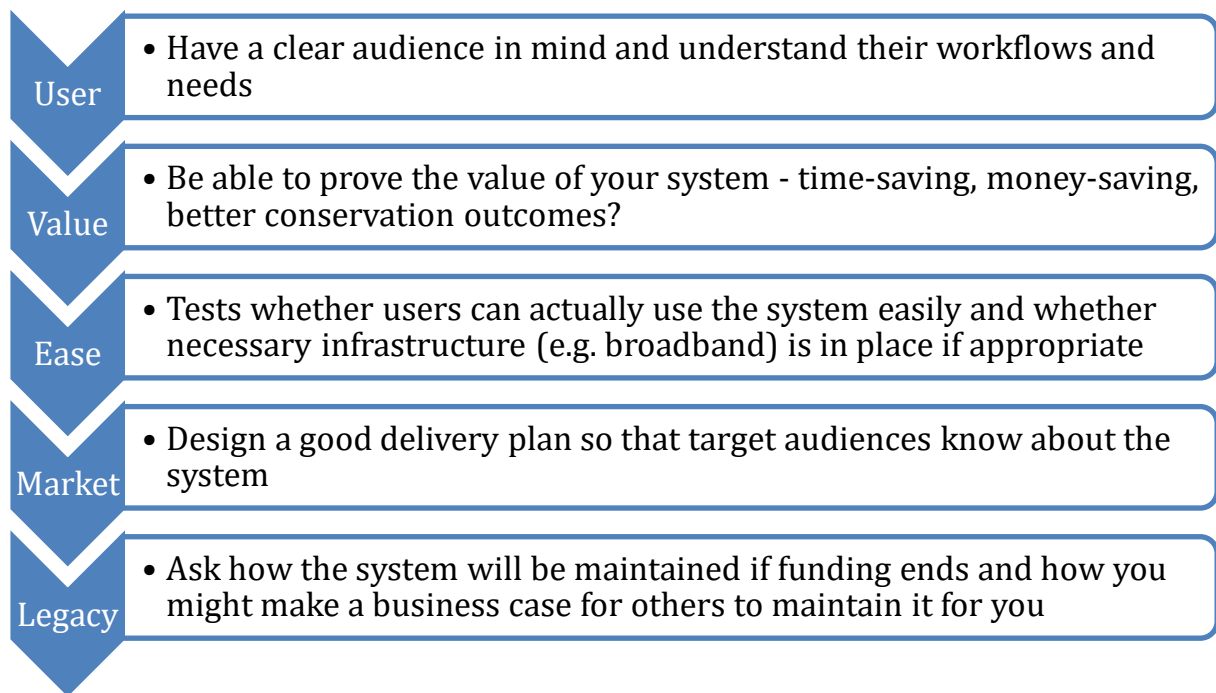 User
• Have a clear audience in mind and understand their workflows and
needs
Value
• Be able to prove the value of your system - time-saving, money-saving,
better conservation outcomes?
Ease
• Tests whether users can actually use the system easily and whether
necessary infrastructure (e.g. broadband) is in place if appropriate
Market
• Design a good delivery plan so that target audiences know about the
system
Legacy
• Ask how the system will be maintained if funding ends and how you
might make a business case for others to maintain it for you